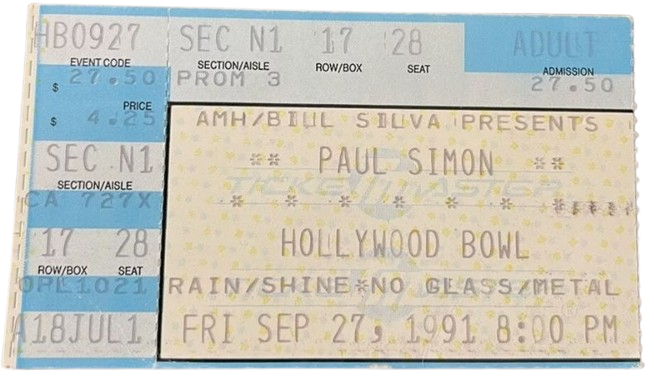 HB0927 SEC N1 17 28 ADULT
EVENT CODE SECTION/AISLE ROW/BOX SEAT ADMISSION
$ 27.50 PROM 3 27.50
PRICE
$ 4.25
AMH/BILL SILVA PRESENTS
SEC N1
** PAUL SIMON **
SECTION/AISLE
TICKETMASTER
CA 727X
* * * * * * * * * *
17 28 HOLLYWOOD BOWL
ROW/BOX SEAT
OPL1021 RAIN/SHINE*NO GLASS/METAL
A18JUL1 FRI SEP 27, 1991 8:00 PM